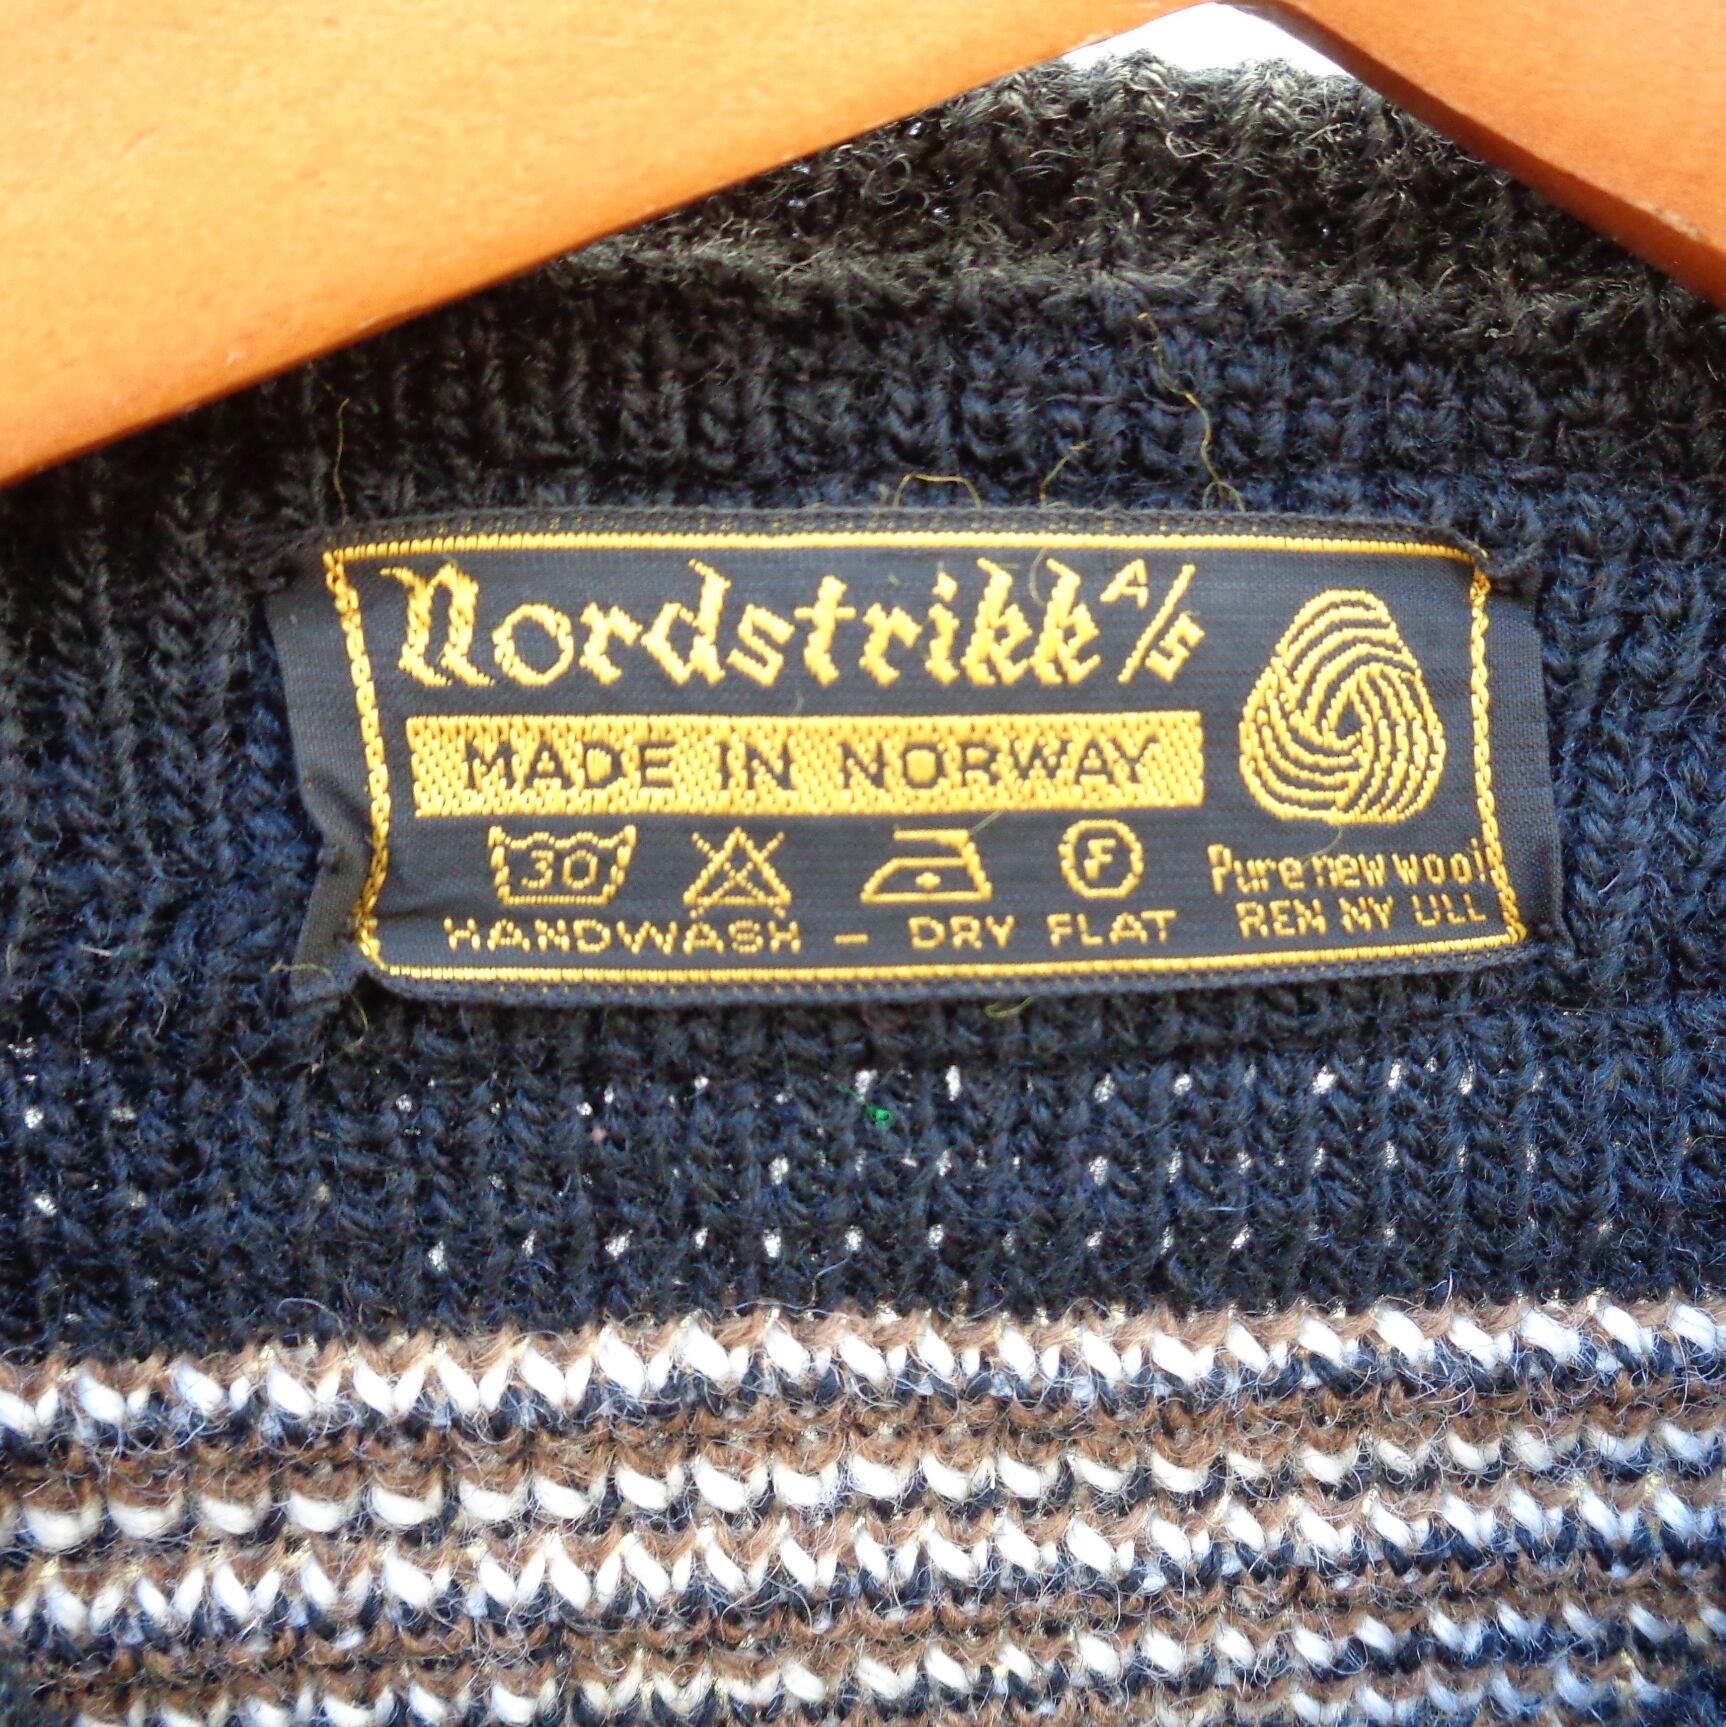 Nordstrikk A/S
MADE IN NORWAY
30 F
HANDWASH – DRY FLAT
Pure new wool
REN NY ULL